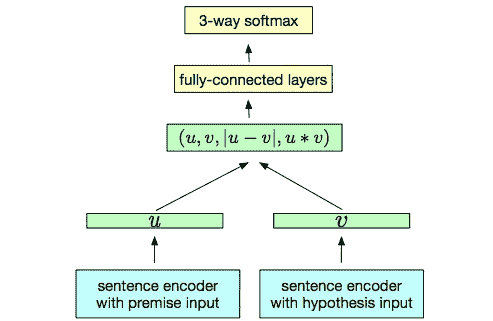 3-way softmax
fully-connected layers
(u, v, |u − v|, u ∗ v)
u
v
sentence encoder
with premise input
sentence encoder
with hypothesis input